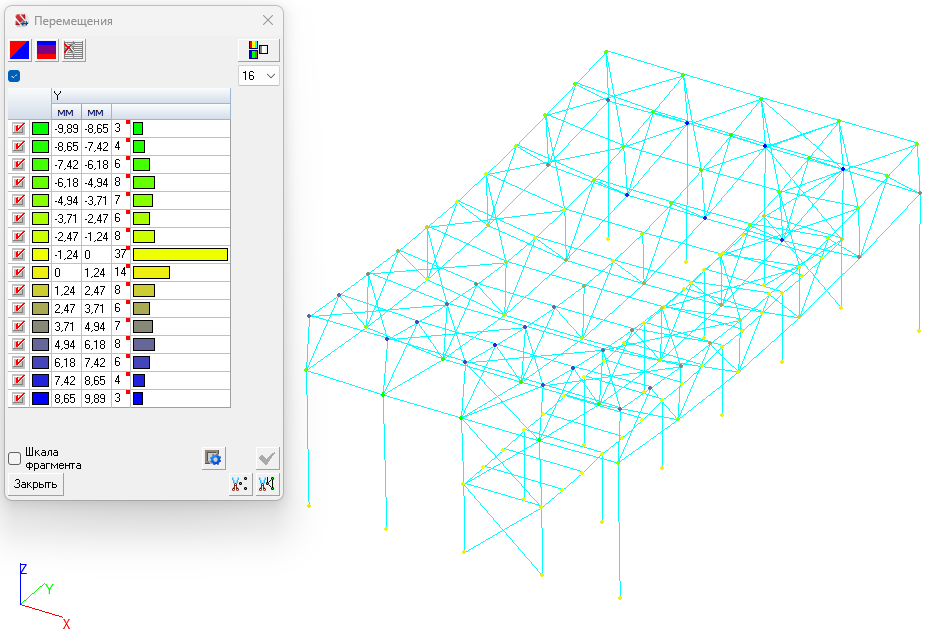 Перемещения
16
Y
мм мм
-9,89 -8,65 3
-8,65 -7,42 4
-7,42 -6,18 6
-6,18 -4,94 8
-4,94 -3,71 7
-3,71 -2,47 6
-2,47 -1,24 8
-1,24 0 37
0 1,24 14
1,24 2,47 8
2,47 3,71 6
3,71 4,94 7
4,94 6,18 8
6,18 7,42 6
7,42 8,65 4
8,65 9,89 3
Шкала
фрагмента
Закрыть
Z
Y
X